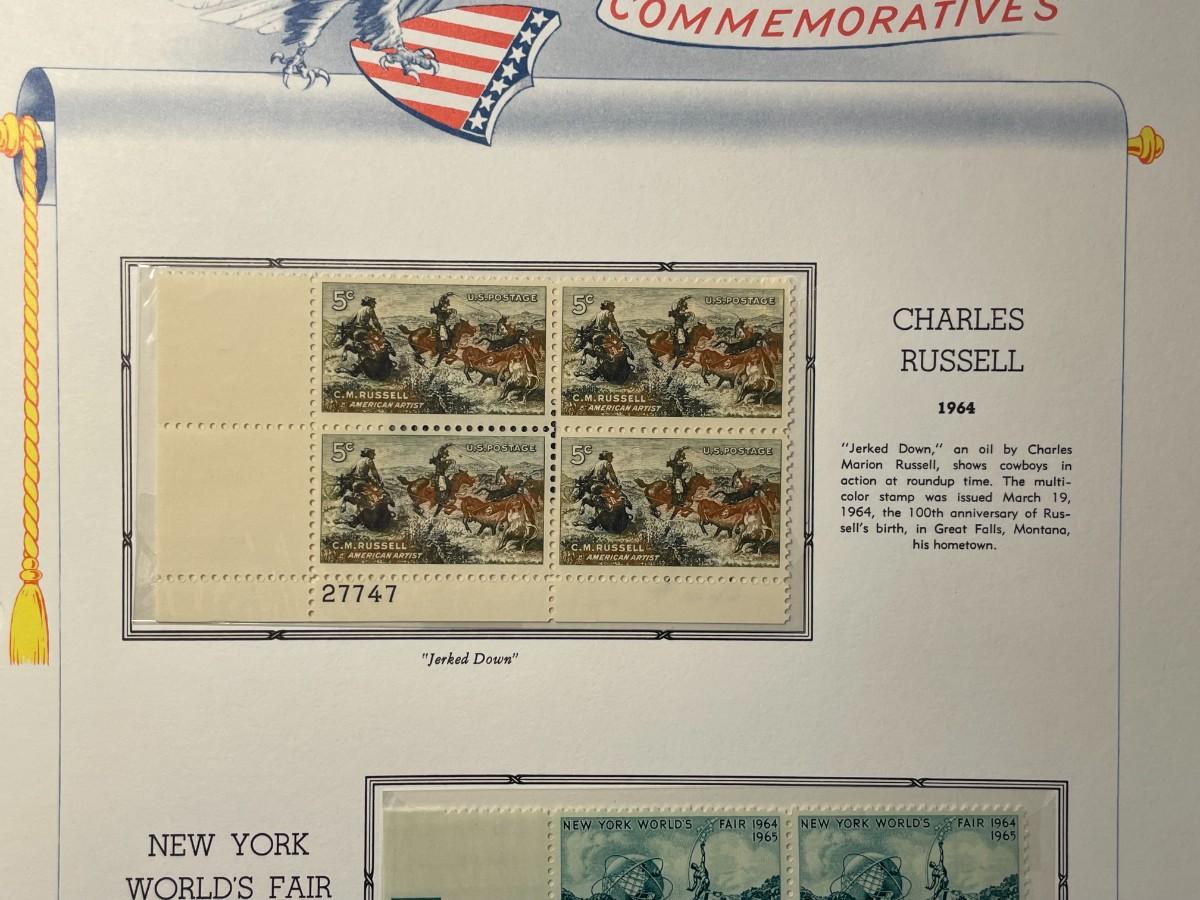 COMMEMORATIVES
5¢ U.S. POSTAGE
C.M. RUSSELL
AMERICAN ARTIST
5¢ U.S. POSTAGE
C.M. RUSSELL
AMERICAN ARTIST
5¢ U.S. POSTAGE
C.M. RUSSELL
AMERICAN ARTIST
5¢ U.S. POSTAGE
C.M. RUSSELL
AMERICAN ARTIST
27747
"Jerked Down"
CHARLES
RUSSELL
1964
"Jerked Down," an oil by Charles
Marion Russell, shows cowboys in
action at roundup time. The multi-
color stamp was issued March 19,
1964, the 100th anniversary of Rus-
sell's birth, in Great Falls, Montana,
his hometown.
NEW YORK
WORLD'S FAIR
NEW YORK WORLD'S FAIR 1964
1965
NEW YORK WORLD'S FAIR 1964
1965